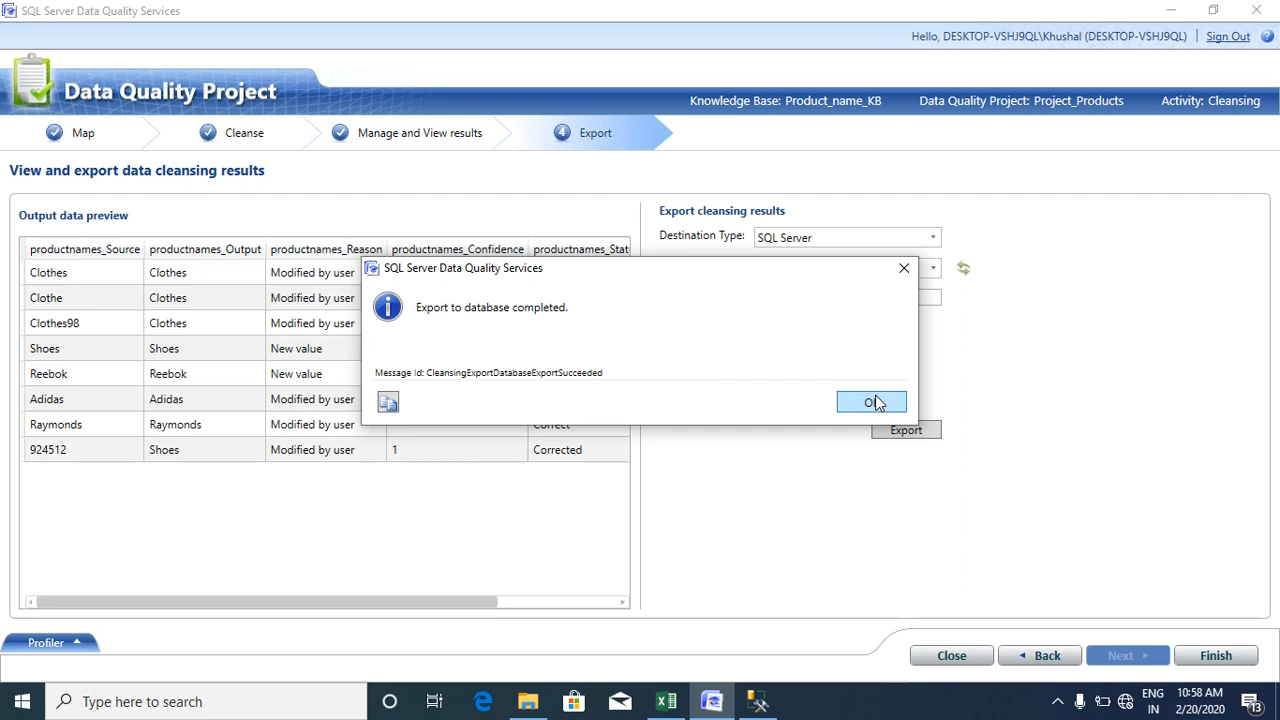 SQL Server Data Quality Services
Hello, DESKTOP-VSHJ9QL\Khushal (DESKTOP-VSHJ9QL) Sign Out
Data Quality Project
Knowledge Base: Product_name_KB Data Quality Project: Project_Products Activity: Cleansing
Map Cleanse Manage and View results 4 Export
View and export data cleansing results
Output data preview
productnames_Source productnames_Output productnames_Reason productnames_Confidence productnames_Stat
Clothes Clothes Modified by user
Clothe Clothes Modified by user
Clothes98 Clothes Modified by user
Shoes Shoes New value
Reebok Reebok New value
Adidas Adidas Modified by user
Raymonds Raymonds Modified by user Correct
924512 Shoes Modified by user 1 Corrected
Export cleansing results
Destination Type: SQL Server
Export
SQL Server Data Quality Services
Export to database completed.
Message Id: CleansingExportDatabaseExportSucceeded
Profiler
Close Back Next Finish
Type here to search
ENG
IN
10:58 AM
2/20/2020
13